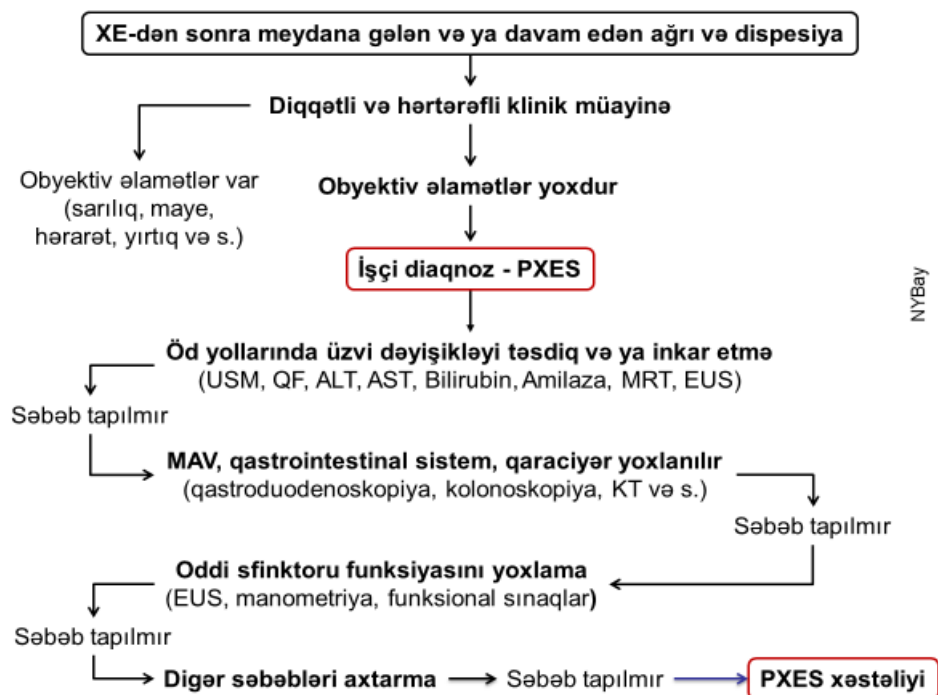 XE-dən sonra meydana gələn və ya davam edən ağrı və dispesiya
Diqqətli və hərtərəfli klinik müayinə
Obyektiv əlamətlər var
(sarılıq, maye,
hərarət, yırtıq və s.)
Obyektiv əlamətlər yoxdur
İşçi diaqnoz - PXES
NYBay
Öd yollarında üzvi dəyişikləyi təsdiq və ya inkar etmə
(USM, QF, ALT, AST, Bilirubin, Amilaza, MRT, EUS)
Səbəb tapılmır
MAV, qastrointestinal sistem, qaraciyər yoxlanılır
(qastroduodenoskopiya, kolonoskopiya, KT və s.)
Səbəb tapılmır
Oddi sfinktoru funksiyasını yoxlama
(EUS, manometriya, funksional sınaqlar)
Səbəb tapılmır
Digər səbəbləri axtarma
Səbəb tapılmır
PXES xəstəliyi